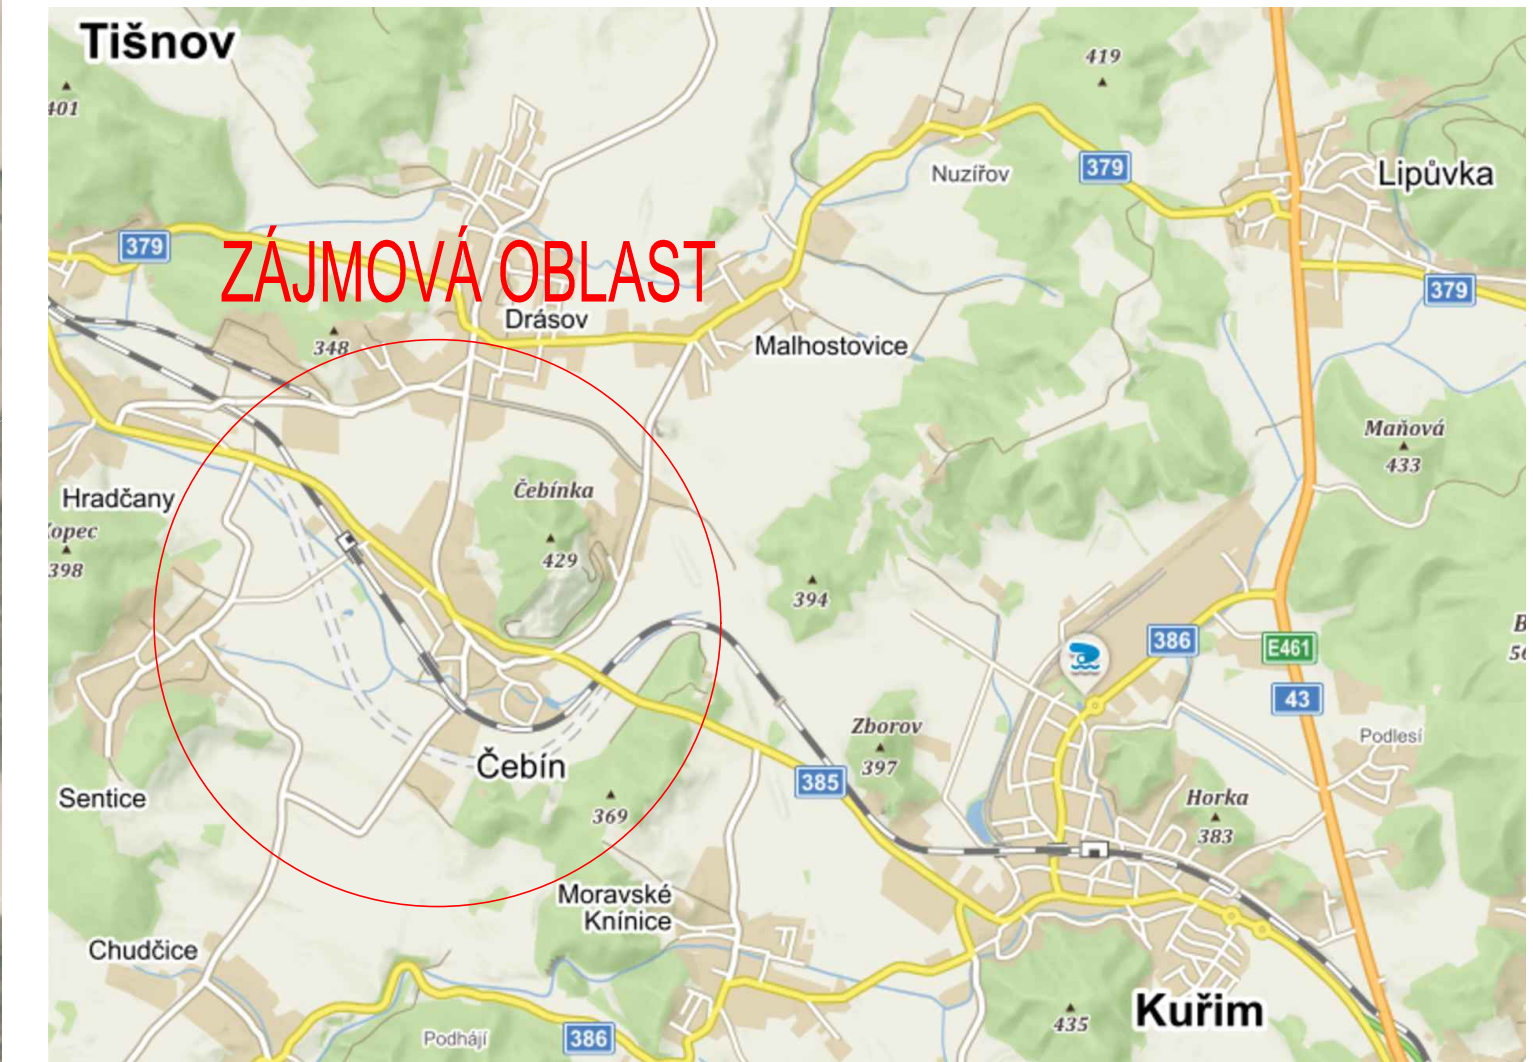 Tišnov
419
401
Nuzířov
379
Lipůvka
379
ZÁJMOVÁ OBLAST
379
Drásov
348
Malhostovice
Maňová
433
Hradčany
Čebínka
429
398
394
386
E461
43
Zborov
397
Podlesí
Čebín
385
Sentice
369
Horka
383
Moravské
Knínice
Chudčice
Kuřim
435
Podhájí
386